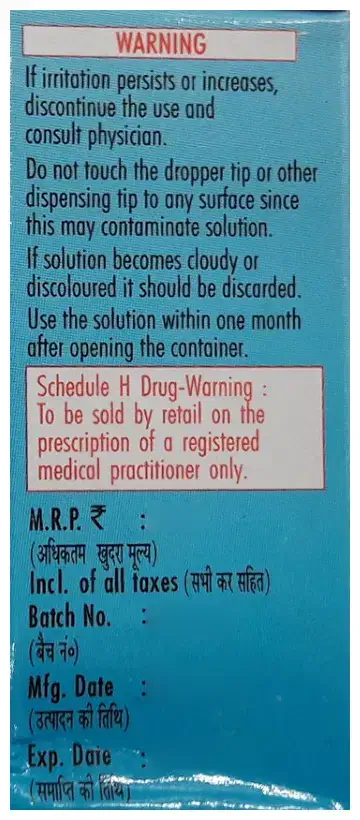 WARNING
If irritation persists or increases,
discontinue the use and
consult physician.
Do not touch the dropper tip or other
dispensing tip to any surface since
this may contaminate solution.
If solution becomes cloudy or
discoloured it should be discarded.
Use the solution within one month
after opening the container.
Schedule H Drug-Warning :
To be sold by retail on the
prescription of a registered
medical practitioner only.
M.R.P. ₹ :
(अधिकतम खुदरा मूल्य)
Incl. of all taxes (सभी कर सहित)
Batch No. :
(बैच नं०)
Mfg. Date :
(उत्पादन की तिथि)
Exp. Date :
(समाप्ति की तिथि)